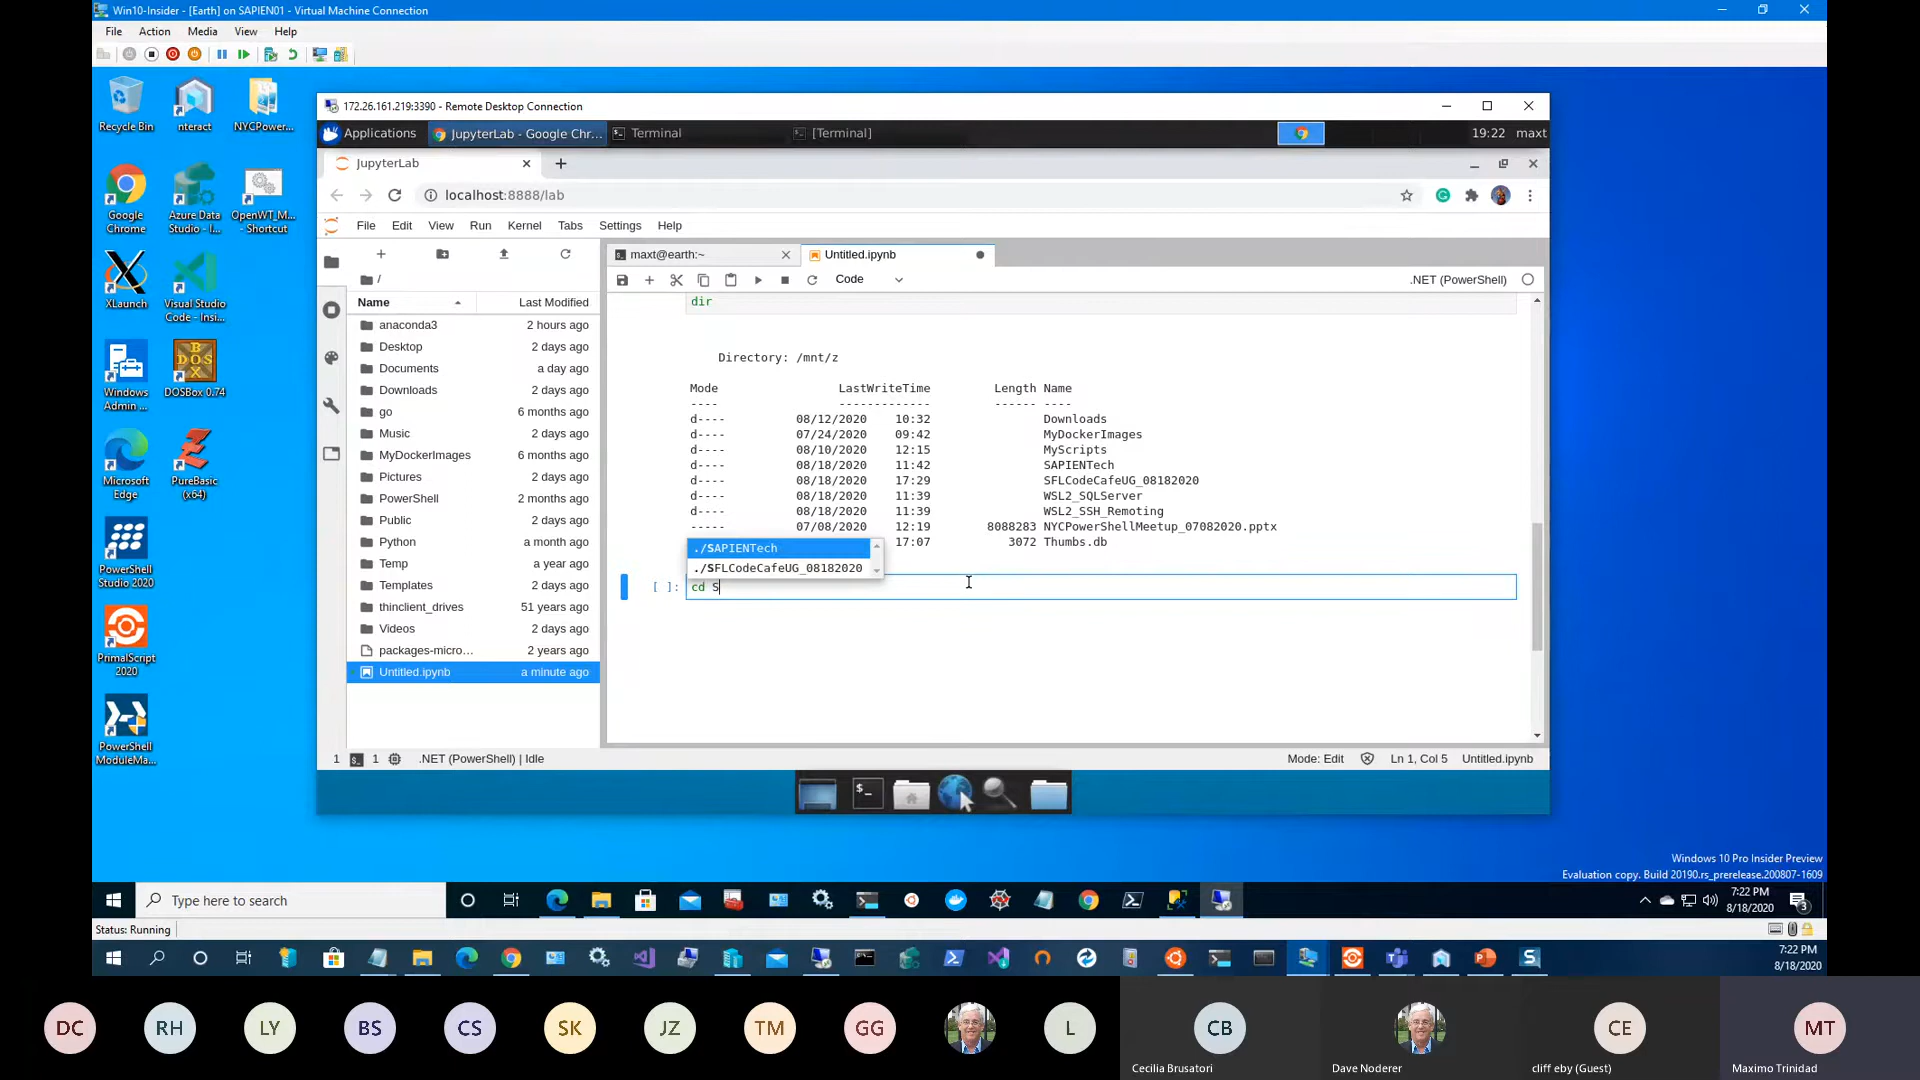 Win10-Insider - [Earth] on SAPIEN01 - Virtual Machine Connection
File Action Media View Help
Recycle Bin
nteract
NYCPower...
Google Chrome
Azure Data Studio - I...
OpenWT_M... - Shortcut
XLaunch
Visual Studio Code - Insi...
Windows Admin ...
DOSBox 0.74
Microsoft Edge
PureBasic (x64)
PowerShell Studio 2020
PrimalScript 2020
PowerShell ModuleMa...
172.26.161.219:3390 - Remote Desktop Connection
Applications JupyterLab - Google Chr... Terminal [Terminal] 19:22 maxt
JupyterLab
localhost:8888/lab
File Edit View Run Kernel Tabs Settings Help
maxt@earth:~ Untitled.ipynb
Code .NET (PowerShell)
/
Name Last Modified
anaconda3 2 hours ago
Desktop 2 days ago
Documents a day ago
Downloads 2 days ago
go 6 months ago
Music 2 days ago
MyDockerImages 6 months ago
Pictures 2 days ago
PowerShell 2 months ago
Public 2 days ago
Python a month ago
Temp 2 days ago
Templates 2 days ago
thinclient_drives 51 years ago
Videos 2 days ago
packages-micro... 2 years ago
Untitled.ipynb a minute ago
dir
Directory: /mnt/z
Mode LastWriteTime Length Name
---- ------------- ------ ----
d---- 08/12/2020 10:32 Downloads
d---- 07/24/2020 09:42 MyDockerImages
d---- 08/10/2020 12:15 MyScripts
d---- 08/18/2020 11:42 SAPIENTech
d---- 08/18/2020 17:29 SFLCodeCafeUG_08182020
d---- 08/18/2020 11:39 WSL2_SQLServer
d---- 08/18/2020 11:39 WSL2_SSH_Remoting
----- 07/08/2020 12:19 8088283 NYCPowerShellMeetup_07082020.pptx
17:07 3072 Thumbs.db
./SAPIENTech
./SFLCodeCafeUG_08182020
[ ]: cd S
1 1 .NET (PowerShell) | Idle Mode: Edit Ln 1, Col 5 Untitled.ipynb
Windows 10 Pro Insider Preview
Evaluation copy. Build 20190.rs_prerelease.200807-1609
Type here to search
7:22 PM
8/18/2020
3
Status: Running
7:22 PM
8/18/2020
DC RH LY BS CS SK JZ TM GG L CB CE MT
Cecilia Brusatori Dave Noderer cliff eby (Guest) Maximo Trinidad